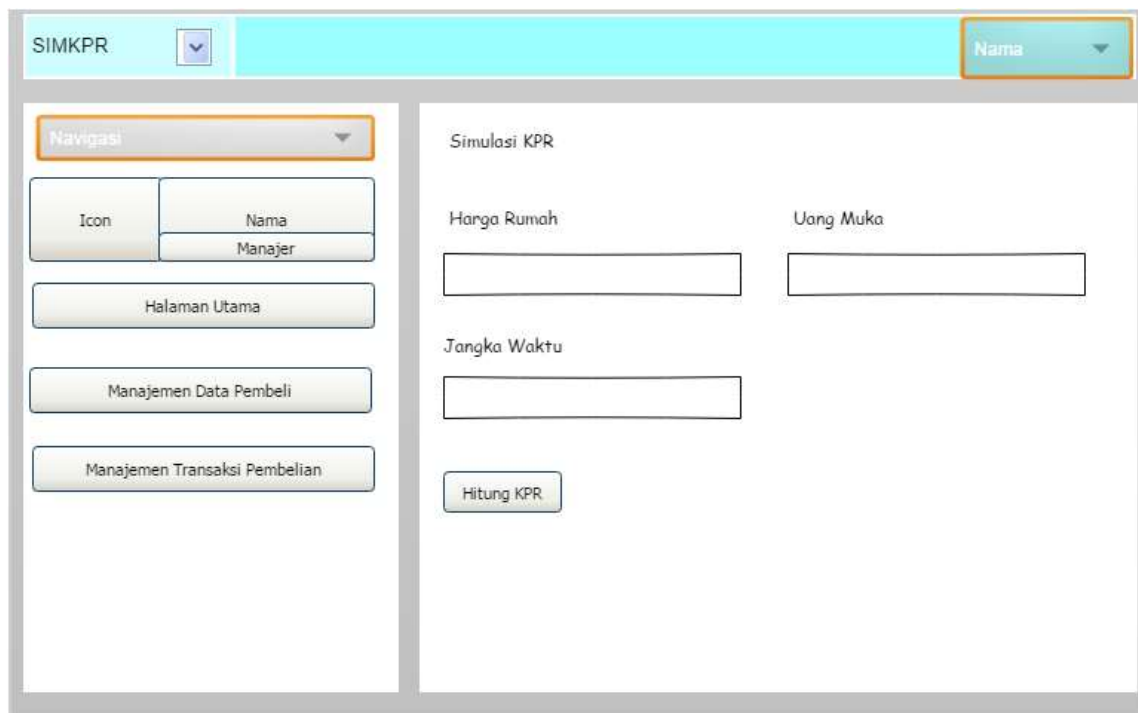 SIMKPR
Nama
Navigasi
Icon
Nama
Manajer
Halaman Utama
Manajemen Data Pembeli
Manajemen Transaksi Pembelian
Simulasi KPR
Harga Rumah
Uang Muka
Jangka Waktu
Hitung KPR